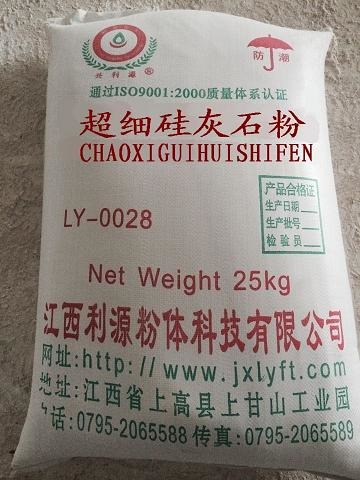 兴利源®
防潮
通过ISO9001:2000质量体系认证
超细硅灰石粉
CHAOXIGUIHUISHIFEN
产品合格证
生产日期
生产批号
检验员
LY-0028
Net Weight 25kg
江西利源粉体科技有限公司
网址:http://www.jxlyft.com
地址:江西省上高县上甘山工业园
电话:0795-2065588 传真:0795-2065589